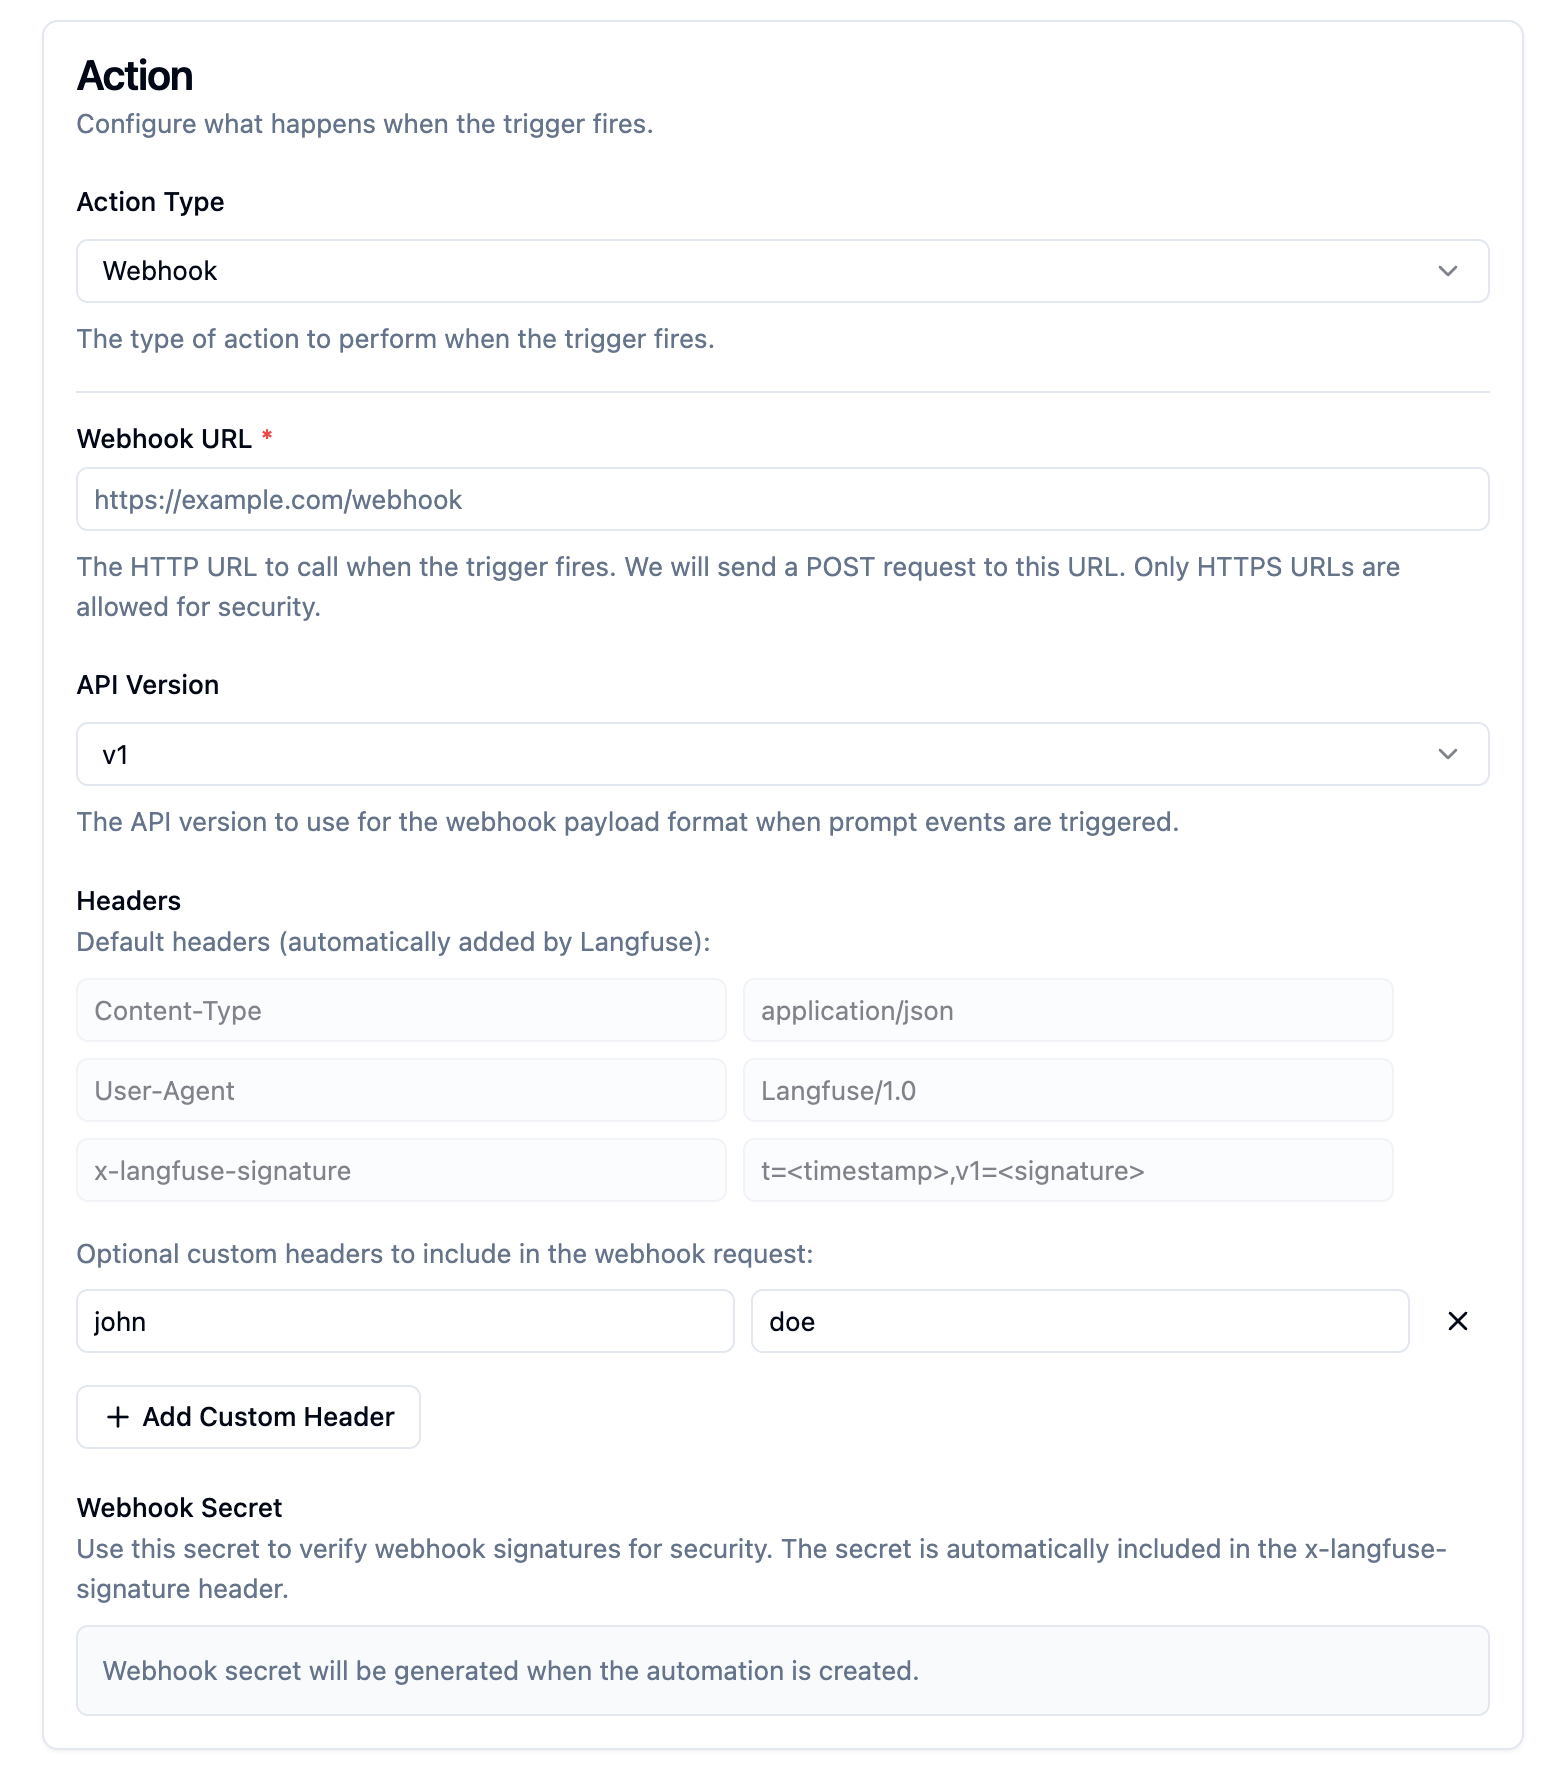 Action
Configure what happens when the trigger fires.
Action Type
Webhook
The type of action to perform when the trigger fires.
Webhook URL *
https://example.com/webhook
The HTTP URL to call when the trigger fires. We will send a POST request to this URL. Only HTTPS URLs are
allowed for security.
API Version
v1
The API version to use for the webhook payload format when prompt events are triggered.
Headers
Default headers (automatically added by Langfuse):
Content-Type application/json
User-Agent Langfuse/1.0
x-langfuse-signature t=<timestamp>,v1=<signature>
Optional custom headers to include in the webhook request:
john doe
Add Custom Header
Webhook Secret
Use this secret to verify webhook signatures for security. The secret is automatically included in the x-langfuse-
signature header.
Webhook secret will be generated when the automation is created.